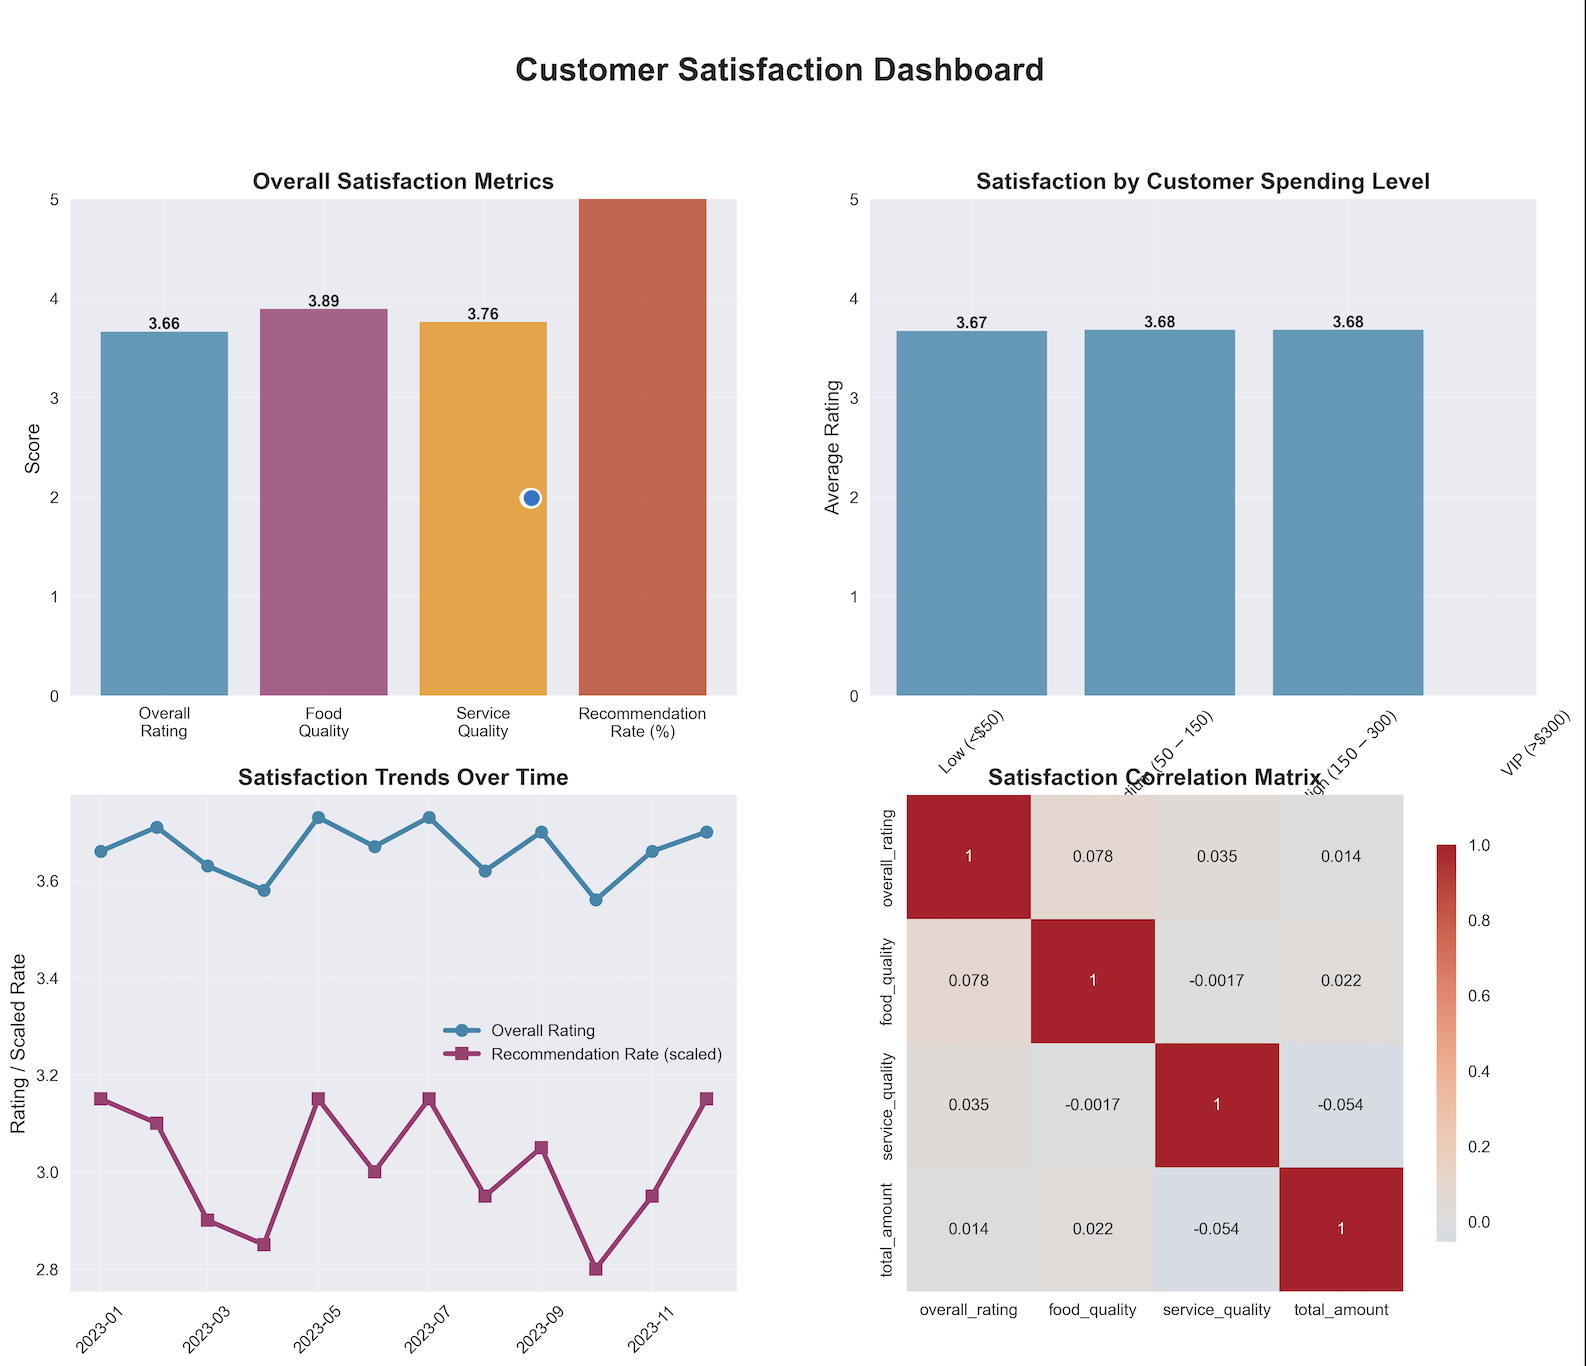 Customer Satisfaction Dashboard
Overall Satisfaction Metrics
5
4
3
2
1
0
Score
3.66
3.89
3.76
Overall
Rating
Food
Quality
Service
Quality
Recommendation
Rate (%)
Satisfaction by Customer Spending Level
5
4
3
2
1
0
Average Rating
3.67
3.68
3.68
Low (<$50)
(50 – 150)
(150 – 300)
VIP (>$300)
Satisfaction Trends Over Time
3.6
3.4
3.2
3.0
2.8
Rating / Scaled Rate
Overall Rating
Recommendation Rate (scaled)
2023-01
2023-03
2023-05
2023-07
2023-09
2023-11
Satisfaction Correlation Matrix
overall_rating
1
0.078
0.035
0.014
food_quality
0.078
1
-0.0017
0.022
service_quality
0.035
-0.0017
1
-0.054
total_amount
0.014
0.022
-0.054
1
overall_rating
food_quality
service_quality
total_amount
1.0
0.8
0.6
0.4
0.2
0.0